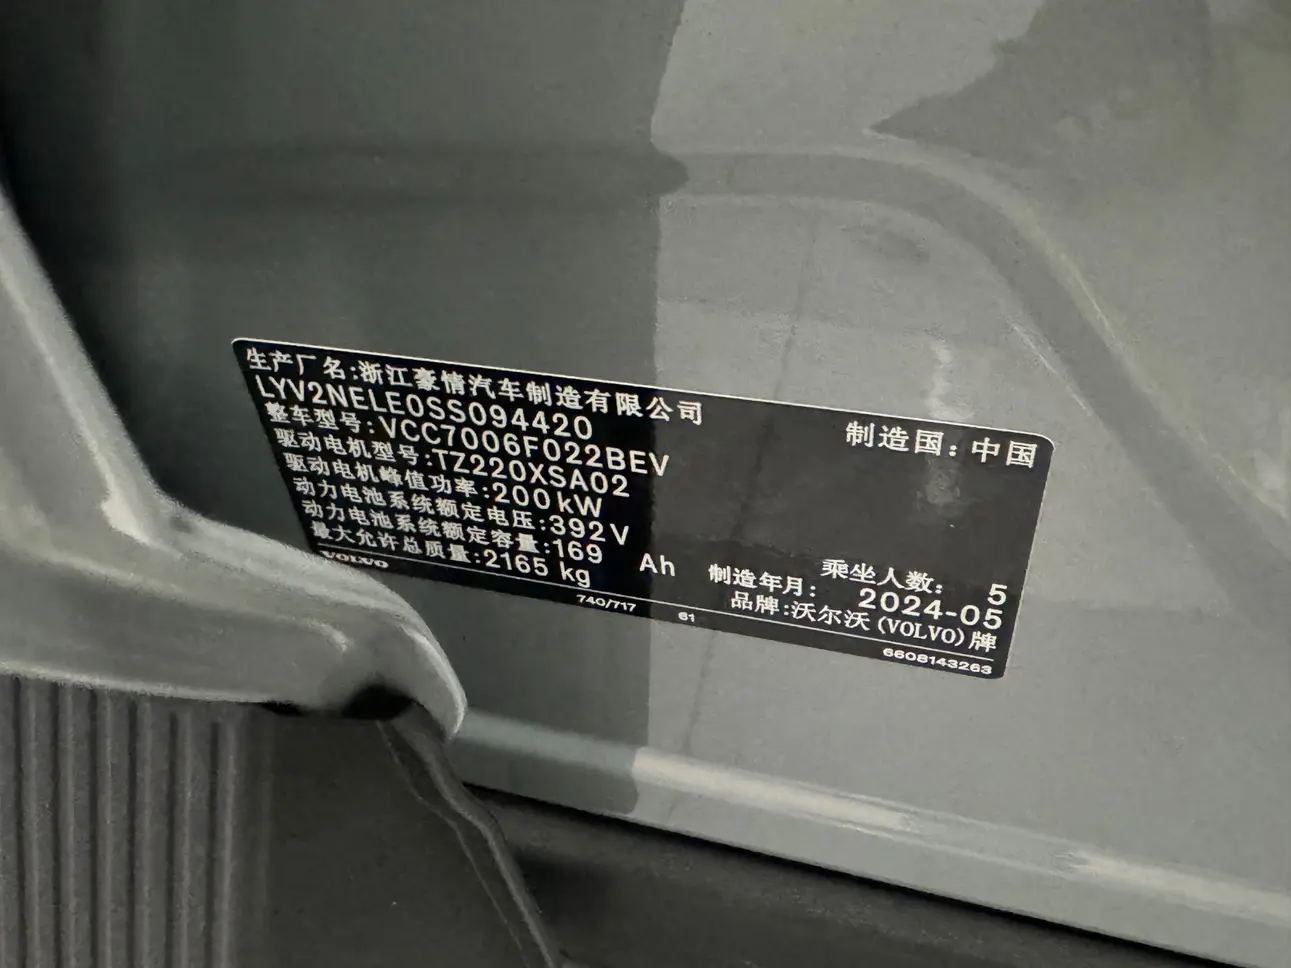 生产厂名:浙江豪情汽车制造有限公司
制造国: 中国
LYV2NELE0SS094420
整车型号:VCC7006F022BEV
驱动电机型号:TZ220XSA02
驱动电机峰值功率:200kW
动力电池系统额定电压:392V
动力电池系统额定容量:169 Ah
乘坐人数: 5
最大允许总质量:2165 kg
制造年月: 2024-05
品牌:沃尔沃(VOLVO)牌
VOLVO
740/717
61
6608143263